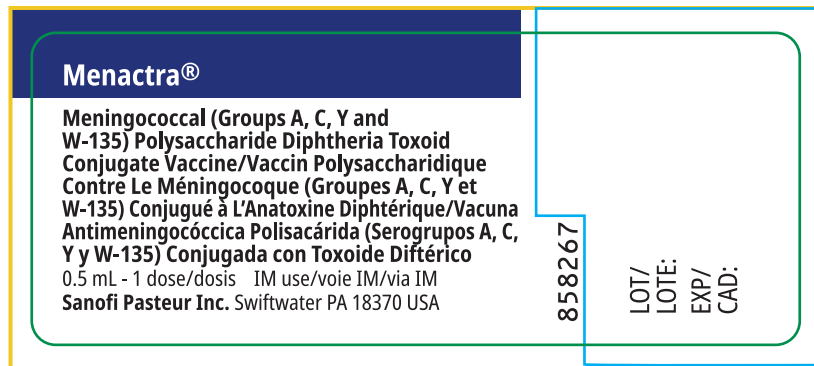 Menactra®
Meningococcal (Groups A, C, Y and
W-135) Polysaccharide Diphtheria Toxoid
Conjugate Vaccine/Vaccin Polysaccharidique
Contre Le Méningocoque (Groupes A, C, Y et
W-135) Conjugué à L’Anatoxine Diphtérique/Vacuna
Antimeningocóccica Polisacárida (Serogrupos A, C,
Y y W-135) Conjugada con Toxoide Diftérico
0.5 mL - 1 dose/dosis IM use/voie IM/via IM
Sanofi Pasteur Inc. Swiftwater PA 18370 USA
858267
LOT/
LOTE:
EXP/
CAD: